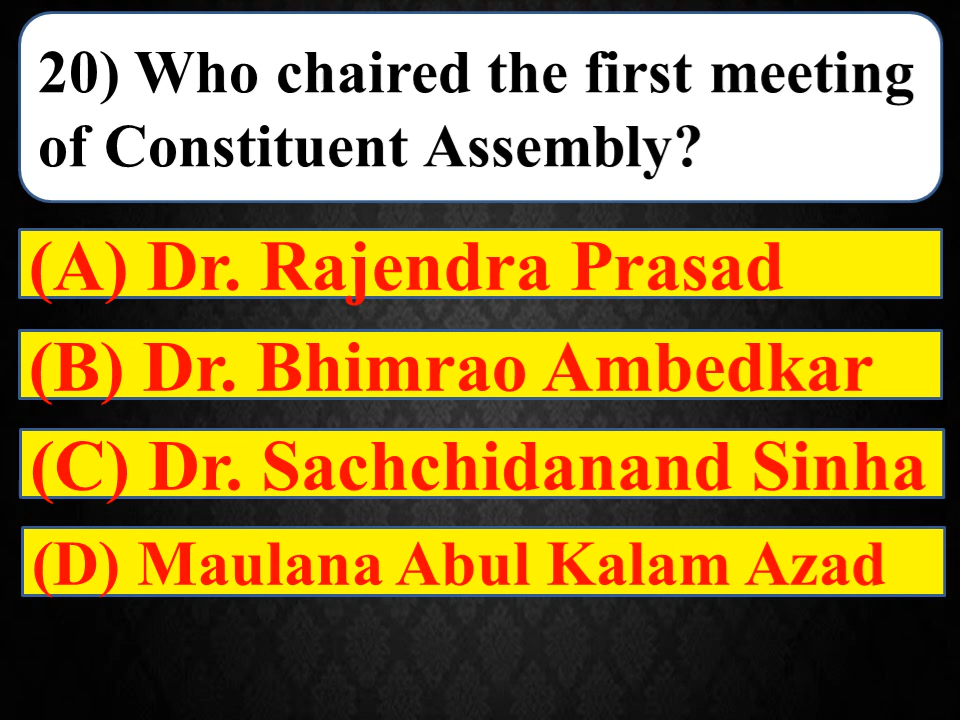 20) Who chaired the first meeting
of Constituent Assembly?
(A) Dr. Rajendra Prasad
(B) Dr. Bhimrao Ambedkar
(C) Dr. Sachchidanand Sinha
(D) Maulana Abul Kalam Azad